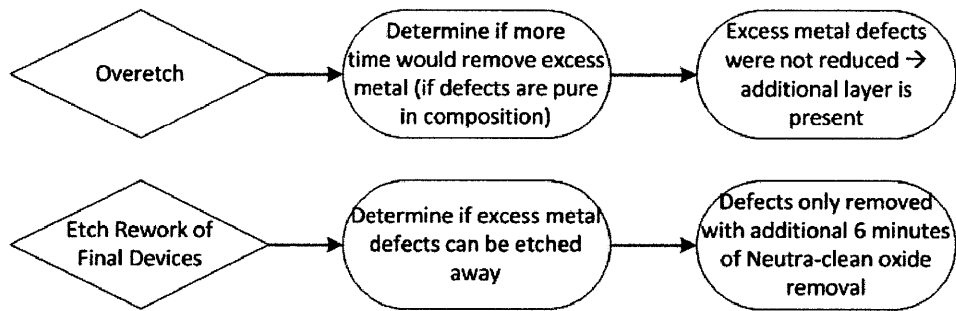 Overetch
Determine if more
time would remove excess
metal (if defects are pure
in composition)
Excess metal defects
were not reduced →
additional layer is
present
Etch Rework of
Final Devices
Determine if excess metal
defects can be etched
away
Defects only removed
with additional 6 minutes
of Neutra-clean oxide
removal